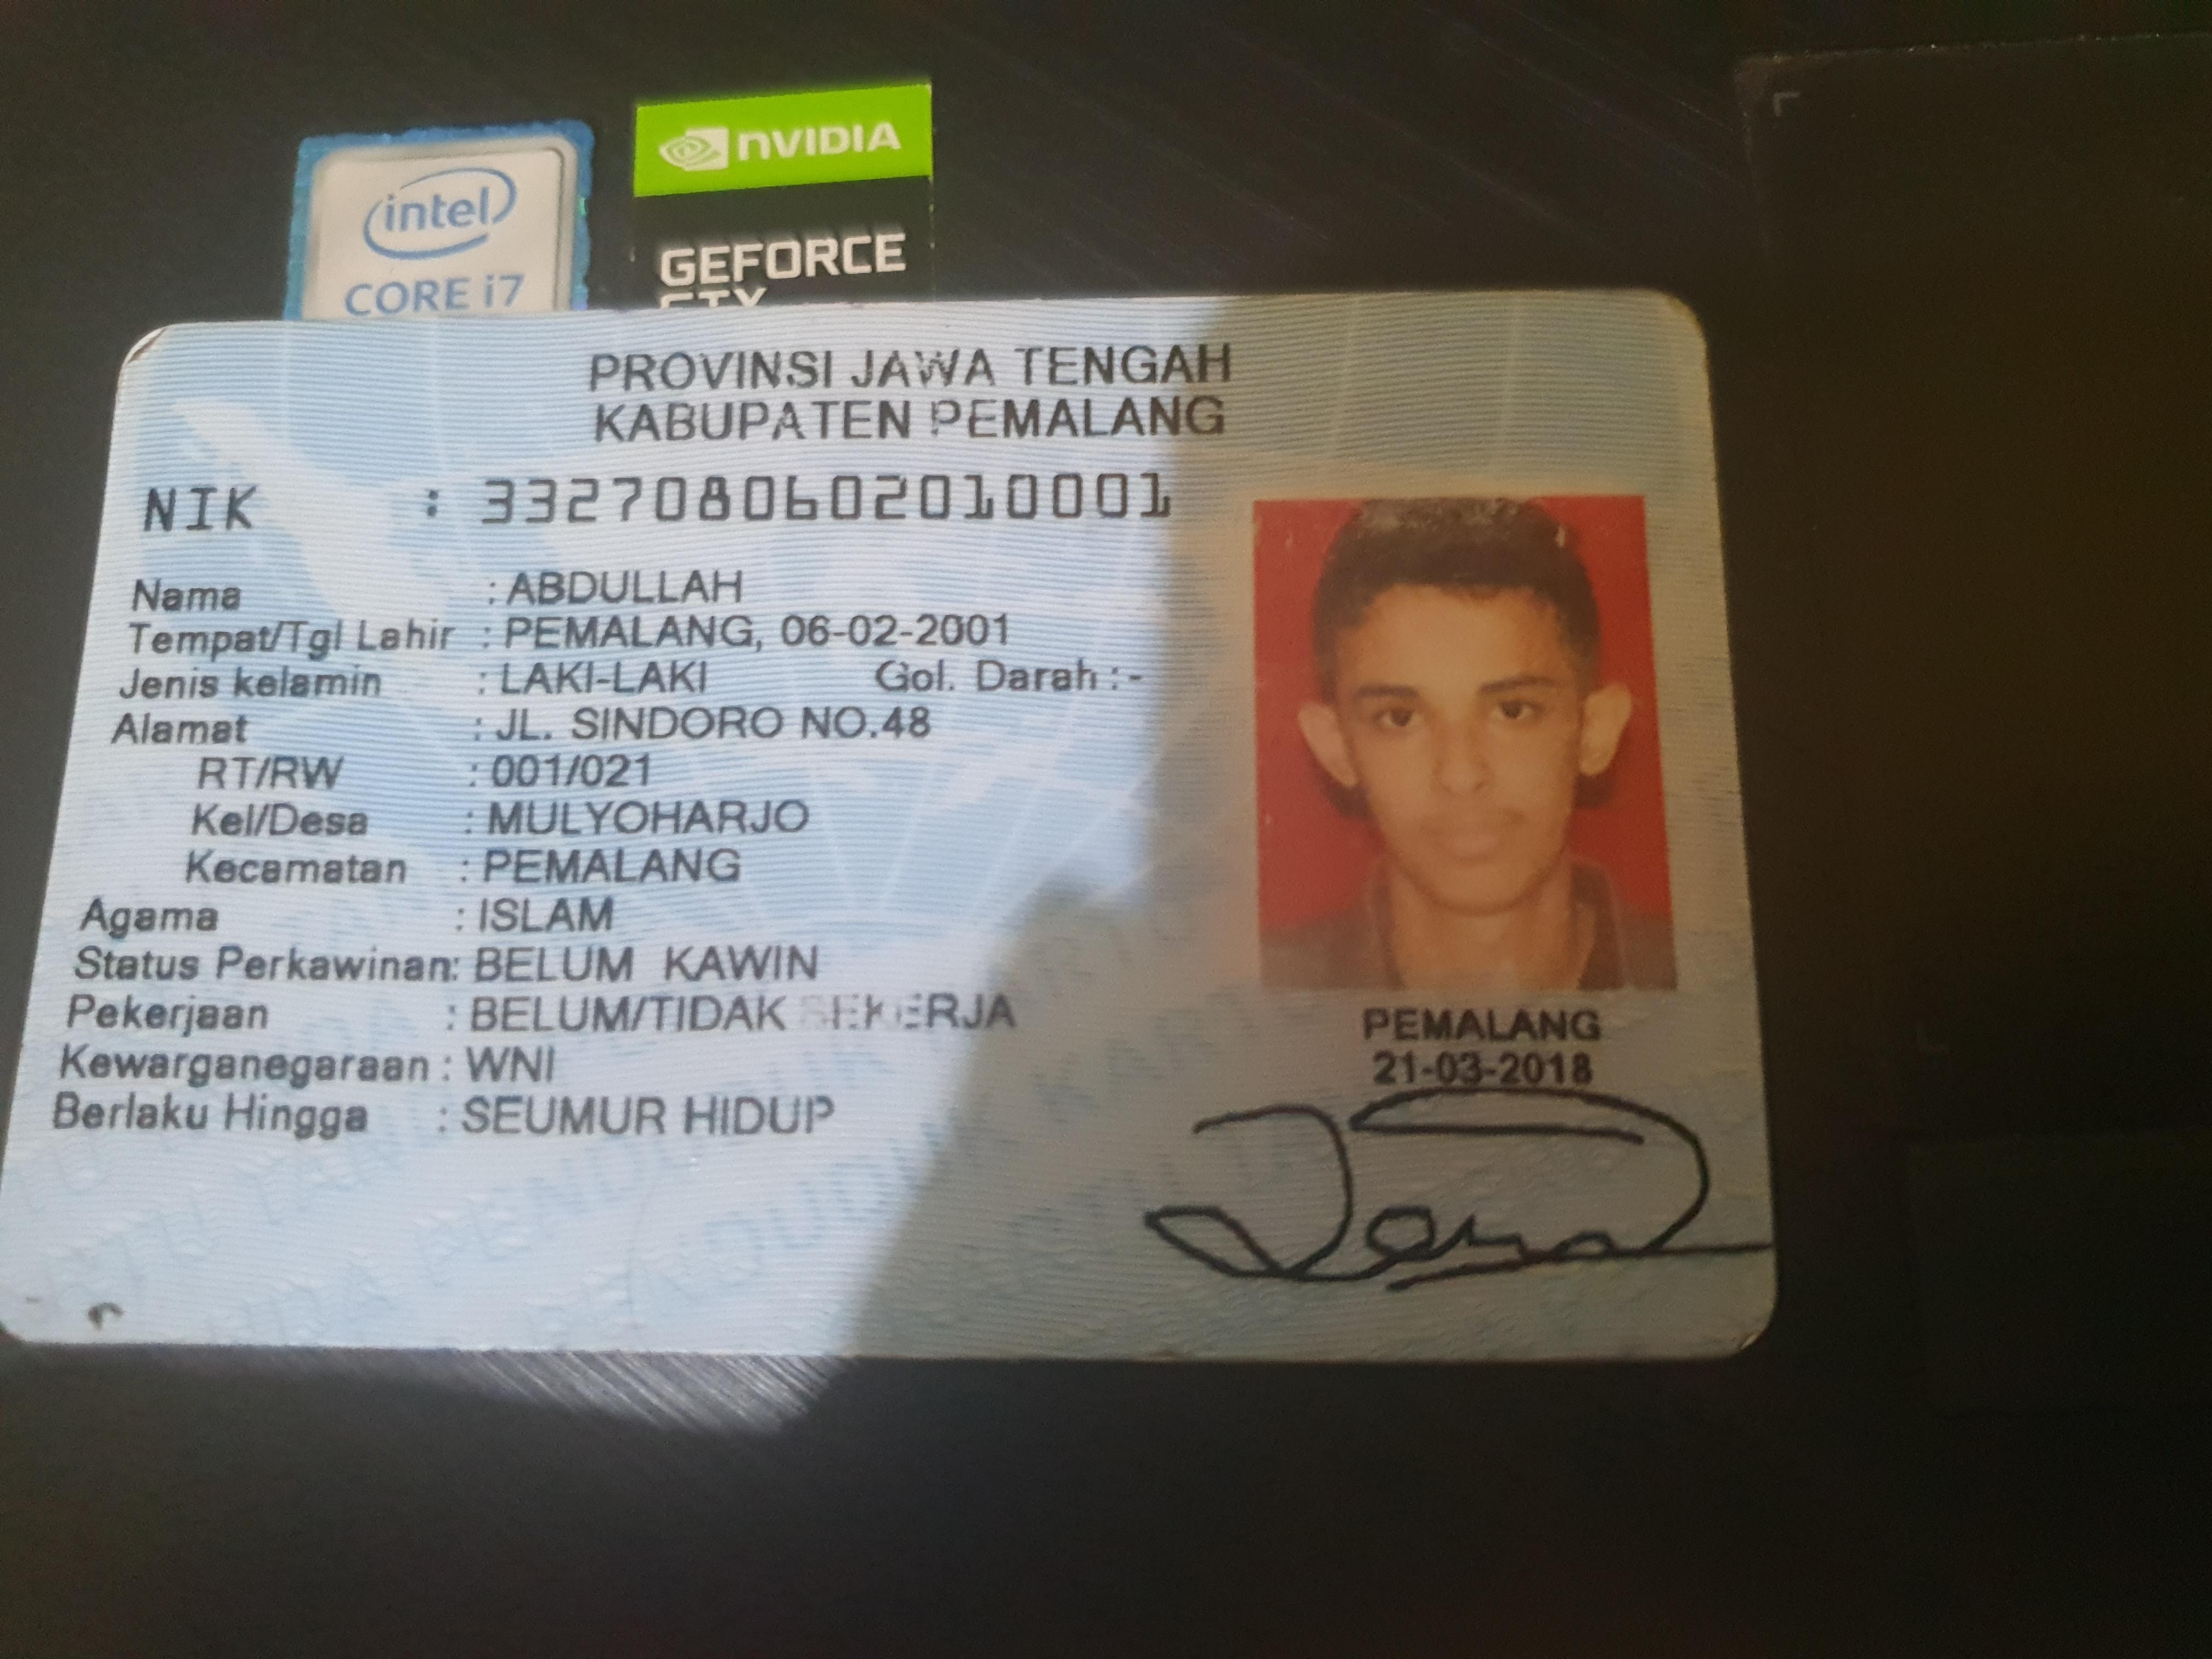 intel
CORE i7
NVIDIA
GEFORCE
GTX
PROVINSI JAWA TENGAH
KABUPATEN PEMALANG
NIK : 3327080602010001
Nama : ABDULLAH
Tempat/Tgl Lahir : PEMALANG, 06-02-2001
Jenis kelamin : LAKI-LAKI Gol. Darah : -
Alamat : JL. SINDORO NO.48
RT/RW : 001/021
Kel/Desa : MULYOHARJO
Kecamatan : PEMALANG
Agama : ISLAM
Status Perkawinan: BELUM KAWIN
Pekerjaan : BELUM/TIDAK BEKERJA
Kewarganegaraan : WNI
Berlaku Hingga : SEUMUR HIDUP
PEMALANG
21-03-2018